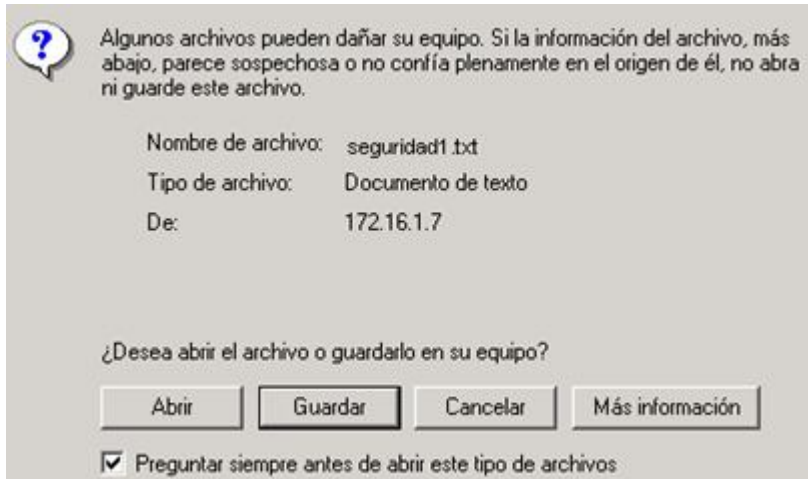 Algunos archivos pueden dañar su equipo. Si la información del archivo, más
abajo, parece sospechosa o no confía plenamente en el origen de él, no abra
ni guarde este archivo.
Nombre de archivo: seguridad1.txt
Tipo de archivo: Documento de texto
De: 172.16.1.7
¿Desea abrir el archivo o guardarlo en su equipo?
Abrir Guardar Cancelar Más información
Preguntar siempre antes de abrir este tipo de archivos